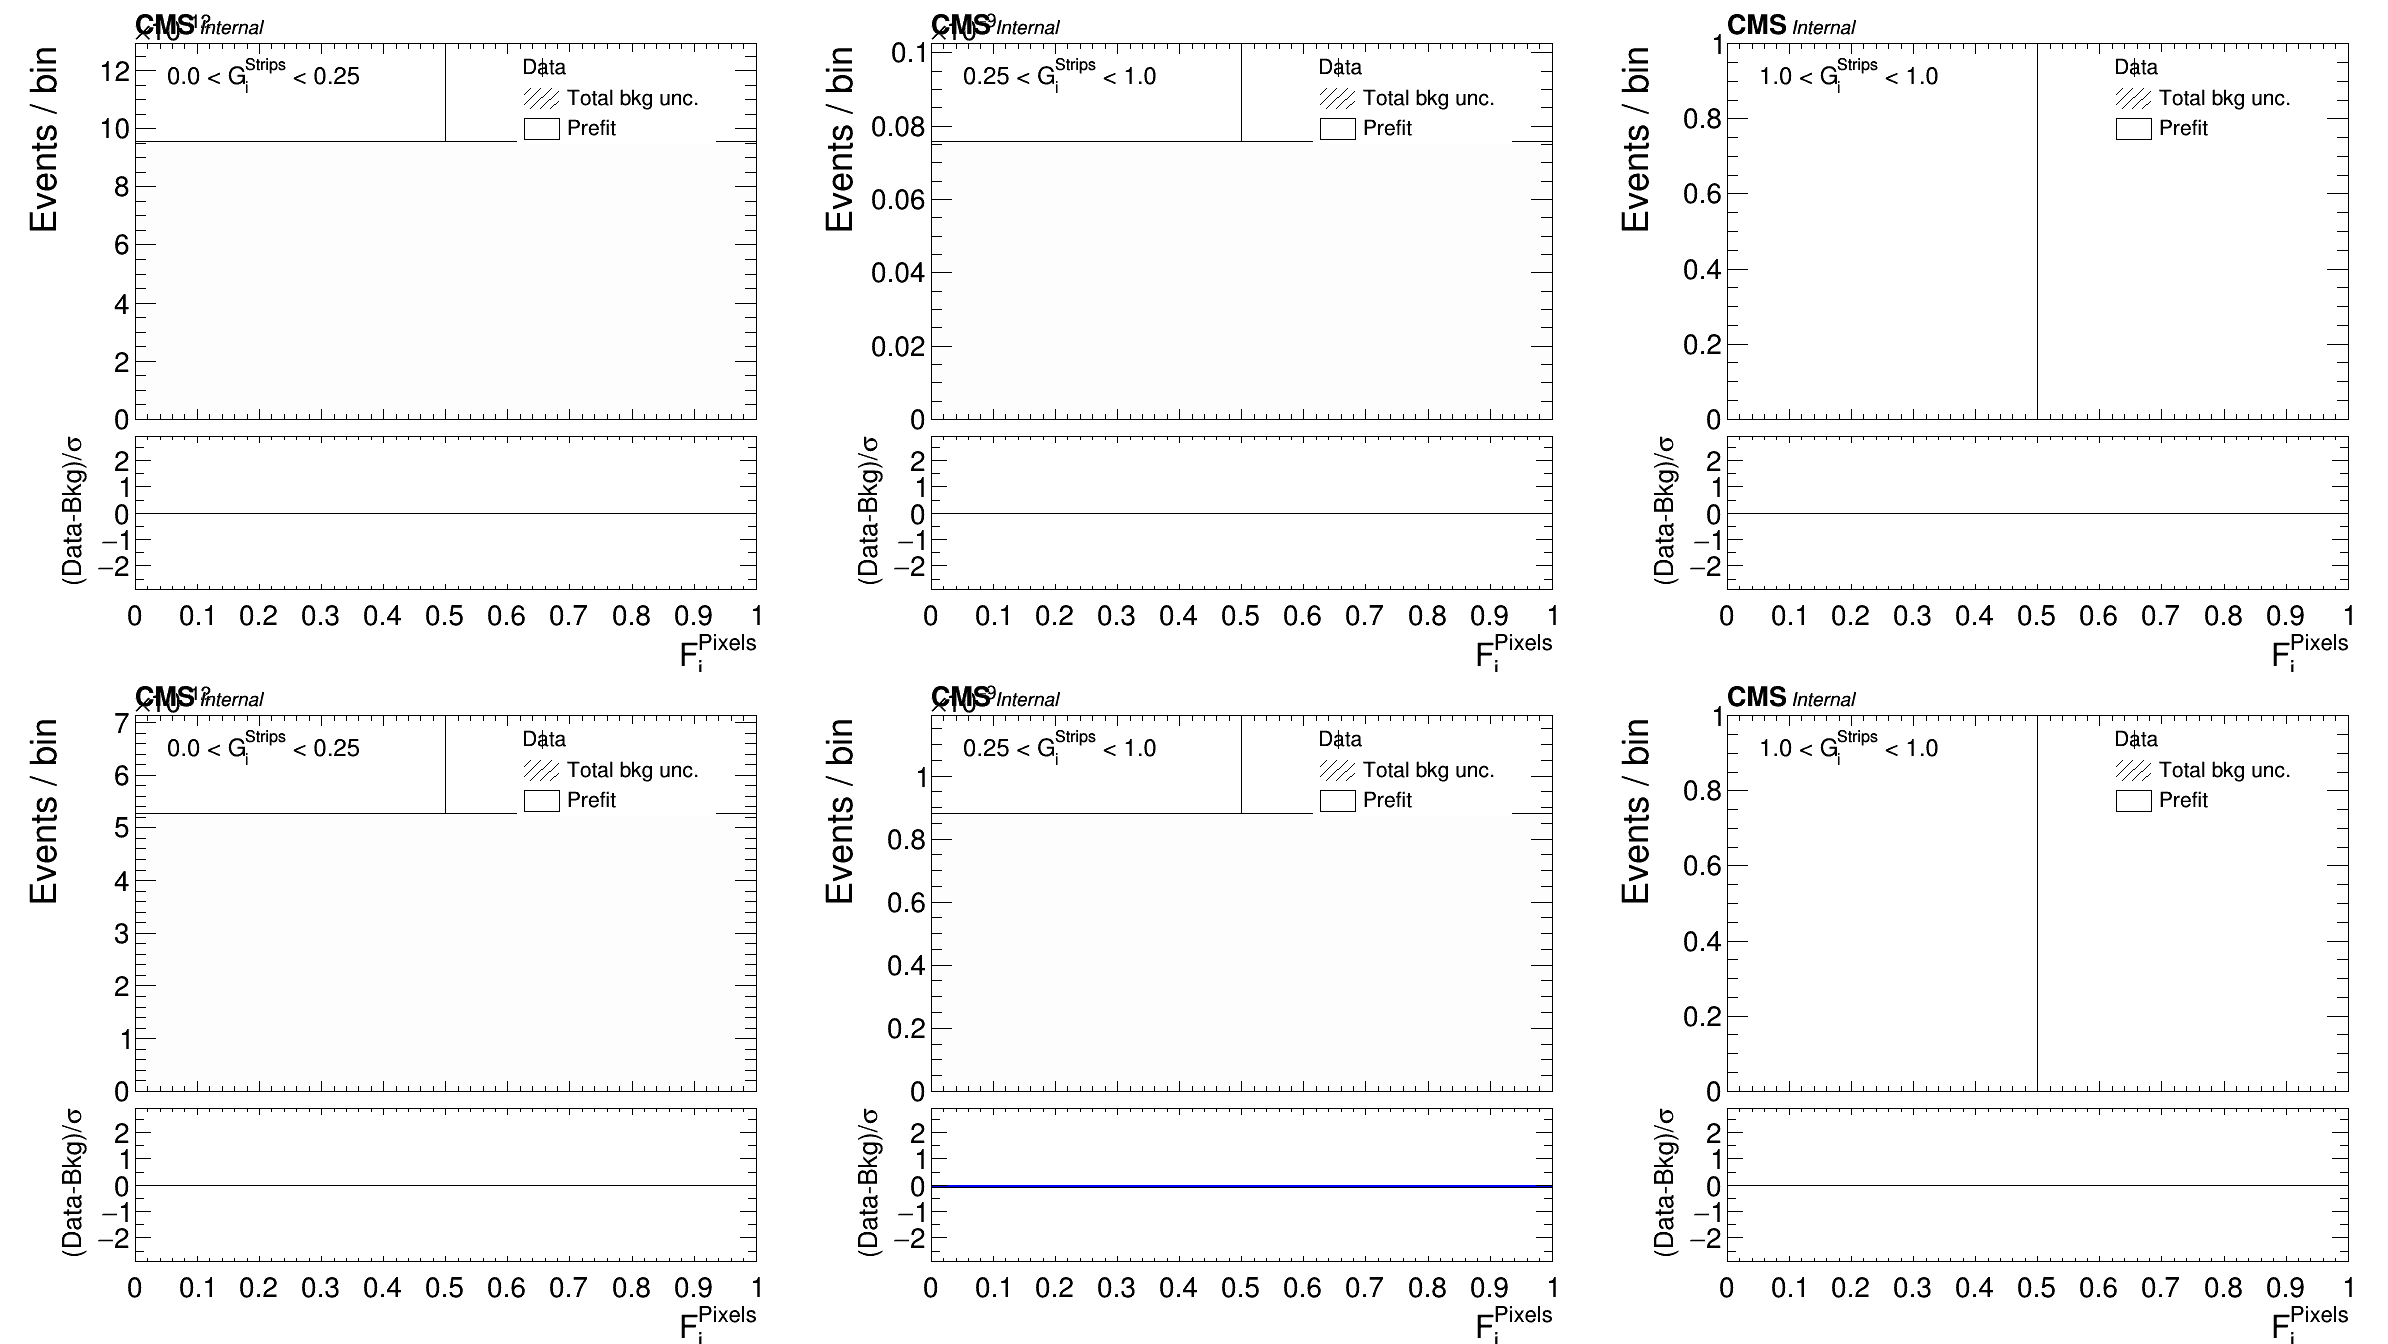 CMS Internal
×10^12
Events / bin
0.0 < G_i^Strips < 0.25
Data
Total bkg unc.
Prefit
12
10
8
6
4
2
0
(Data-Bkg)/σ
2
1
0
−1
−2
0 0.1 0.2 0.3 0.4 0.5 0.6 0.7 0.8 0.9 1
F_i^Pixels
CMS Internal
Events / bin
0.25 < G_i^Strips < 1.0
Data
Total bkg unc.
Prefit
0.1
0.08
0.06
0.04
0.02
0
(Data-Bkg)/σ
2
1
0
−1
−2
0 0.1 0.2 0.3 0.4 0.5 0.6 0.7 0.8 0.9 1
F_i^Pixels
CMS Internal
Events / bin
1.0 < G_i^Strips < 1.0
Data
Total bkg unc.
Prefit
1
0.8
0.6
0.4
0.2
0
(Data-Bkg)/σ
2
1
0
−1
−2
0 0.1 0.2 0.3 0.4 0.5 0.6 0.7 0.8 0.9 1
F_i^Pixels
CMS Internal
×10^12
Events / bin
0.0 < G_i^Strips < 0.25
Data
Total bkg unc.
Prefit
7
6
5
4
3
2
1
0
(Data-Bkg)/σ
2
1
0
−1
−2
0 0.1 0.2 0.3 0.4 0.5 0.6 0.7 0.8 0.9 1
F_i^Pixels
CMS Internal
Events / bin
0.25 < G_i^Strips < 1.0
Data
Total bkg unc.
Prefit
1
0.8
0.6
0.4
0.2
0
(Data-Bkg)/σ
2
1
0
−1
−2
0 0.1 0.2 0.3 0.4 0.5 0.6 0.7 0.8 0.9 1
F_i^Pixels
CMS Internal
Events / bin
1.0 < G_i^Strips < 1.0
Data
Total bkg unc.
Prefit
1
0.8
0.6
0.4
0.2
0
(Data-Bkg)/σ
2
1
0
−1
−2
0 0.1 0.2 0.3 0.4 0.5 0.6 0.7 0.8 0.9 1
F_i^Pixels